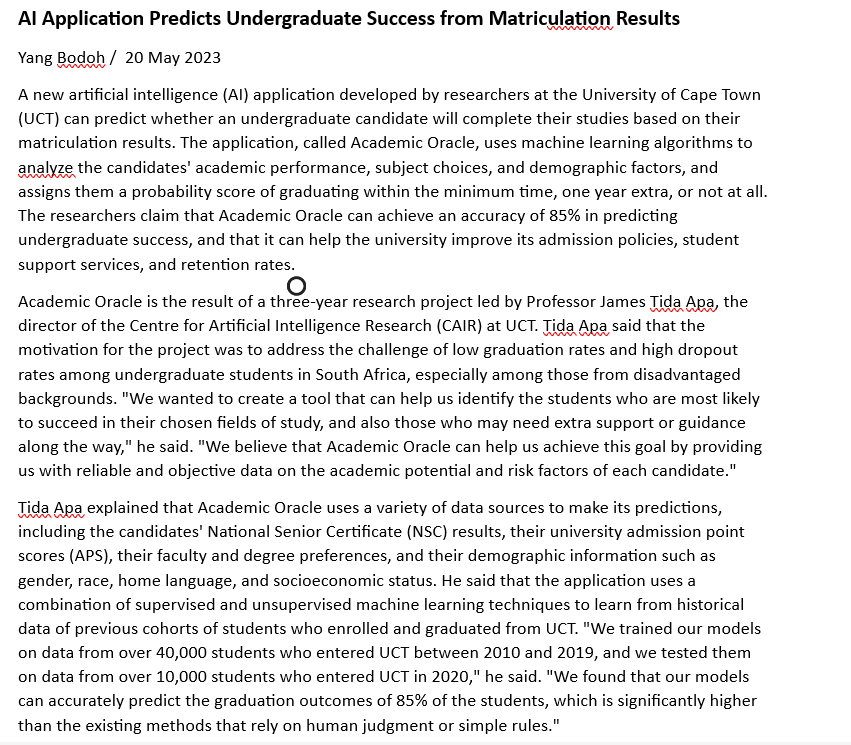 AI Application Predicts Undergraduate Success from Matriculation Results
Yang Bodoh / 20 May 2023
A new artificial intelligence (AI) application developed by researchers at the University of Cape Town
(UCT) can predict whether an undergraduate candidate will complete their studies based on their
matriculation results. The application, called Academic Oracle, uses machine learning algorithms to
analyze the candidates' academic performance, subject choices, and demographic factors, and
assigns them a probability score of graduating within the minimum time, one year extra, or not at all.
The researchers claim that Academic Oracle can achieve an accuracy of 85% in predicting
undergraduate success, and that it can help the university improve its admission policies, student
support services, and retention rates.
Academic Oracle is the result of a three-year research project led by Professor James Tida Apa, the
director of the Centre for Artificial Intelligence Research (CAIR) at UCT. Tida Apa said that the
motivation for the project was to address the challenge of low graduation rates and high dropout
rates among undergraduate students in South Africa, especially among those from disadvantaged
backgrounds. "We wanted to create a tool that can help us identify the students who are most likely
to succeed in their chosen fields of study, and also those who may need extra support or guidance
along the way," he said. "We believe that Academic Oracle can help us achieve this goal by providing
us with reliable and objective data on the academic potential and risk factors of each candidate."
Tida Apa explained that Academic Oracle uses a variety of data sources to make its predictions,
including the candidates' National Senior Certificate (NSC) results, their university admission point
scores (APS), their faculty and degree preferences, and their demographic information such as
gender, race, home language, and socioeconomic status. He said that the application uses a
combination of supervised and unsupervised machine learning techniques to learn from historical
data of previous cohorts of students who enrolled and graduated from UCT. "We trained our models
on data from over 40,000 students who entered UCT between 2010 and 2019, and we tested them
on data from over 10,000 students who entered UCT in 2020," he said. "We found that our models
can accurately predict the graduation outcomes of 85% of the students, which is significantly higher
than the existing methods that rely on human judgment or simple rules."